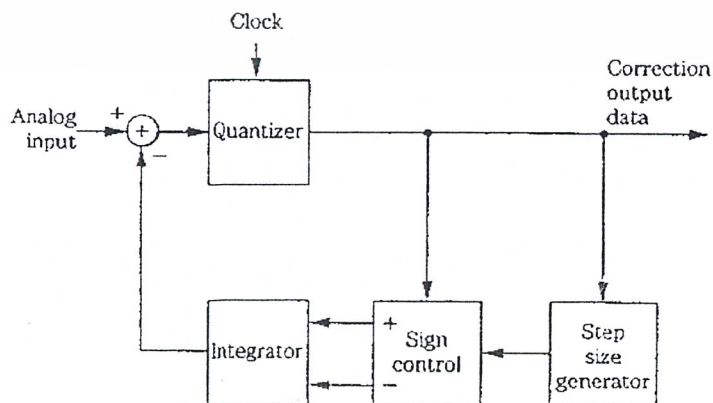 Clock
Correction
output
data
Analog
input
+
+
−
Quantizer
Integrator
+
−
Sign
control
Step
size
generator